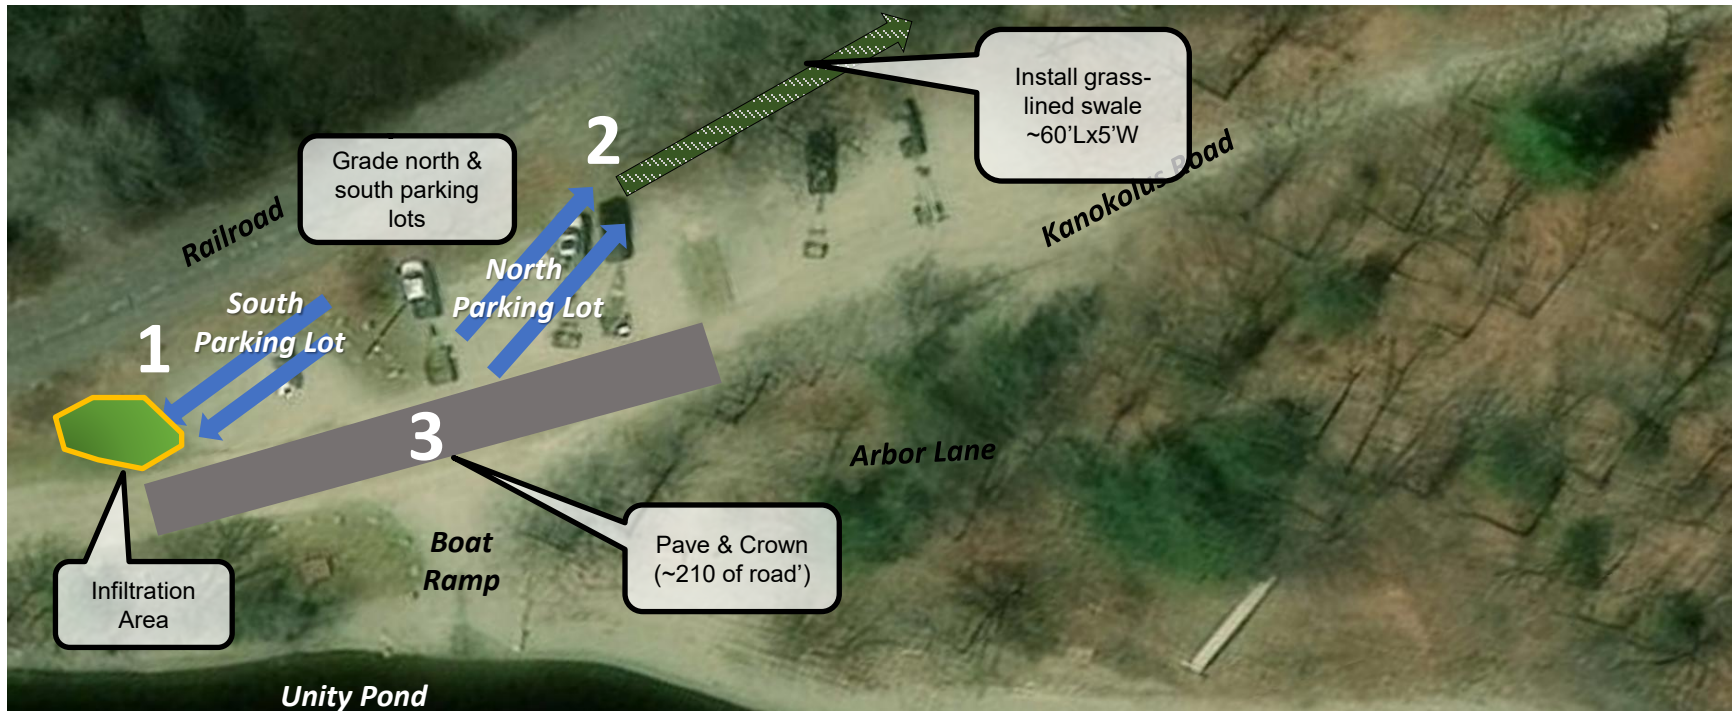 Install grass-
lined swale
~60'Lx5'W
2
Grade north &
south parking
lots
Kanokolus Road
Railroad
North
Parking Lot
South
Parking Lot
1
3
Arbor Lane
Boat
Ramp
Pave & Crown
(~210 of road')
Infiltration
Area
Unity Pond